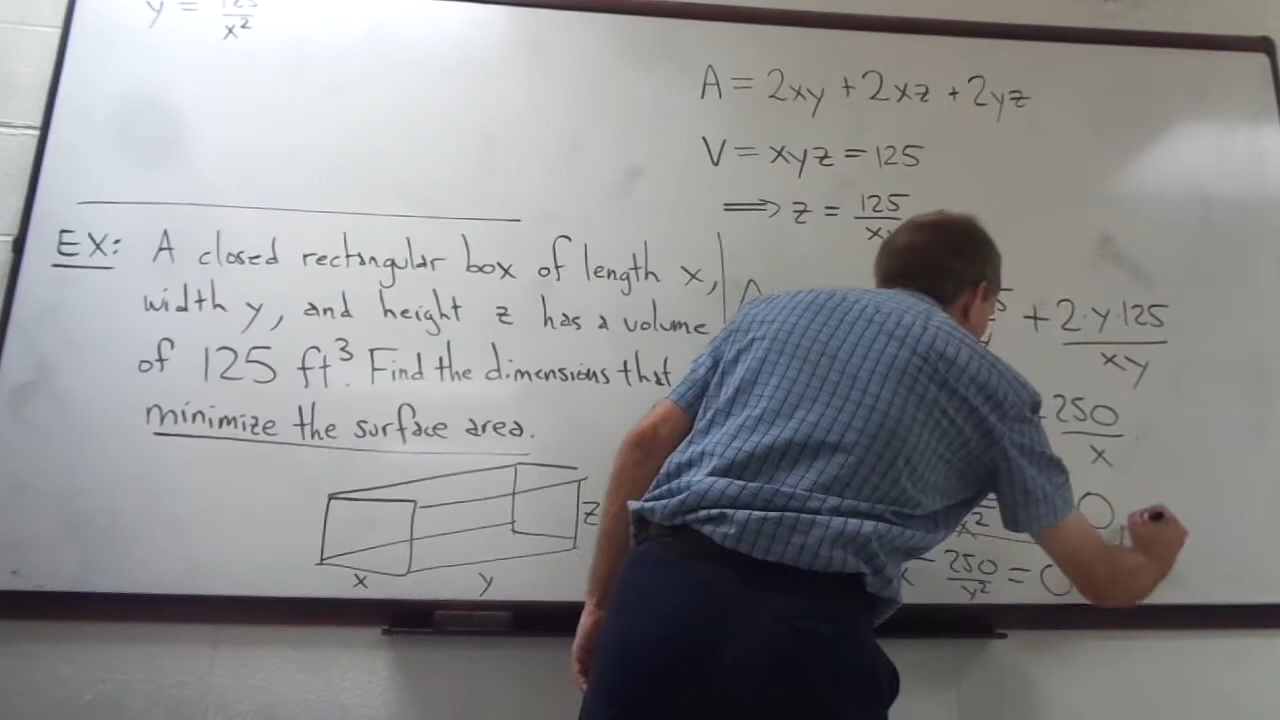 y = 125/x²
A = 2xy + 2xz + 2yz
V = xyz = 125
⟹ z = 125/xy
EX: A closed rectangular box of length x,
width y, and height z has a volume
of 125 ft³. Find the dimensions that
minimize the surface area.
+ 2·y·125/xy
250/x
x² 0
x − 250/y² = 0
z
x y